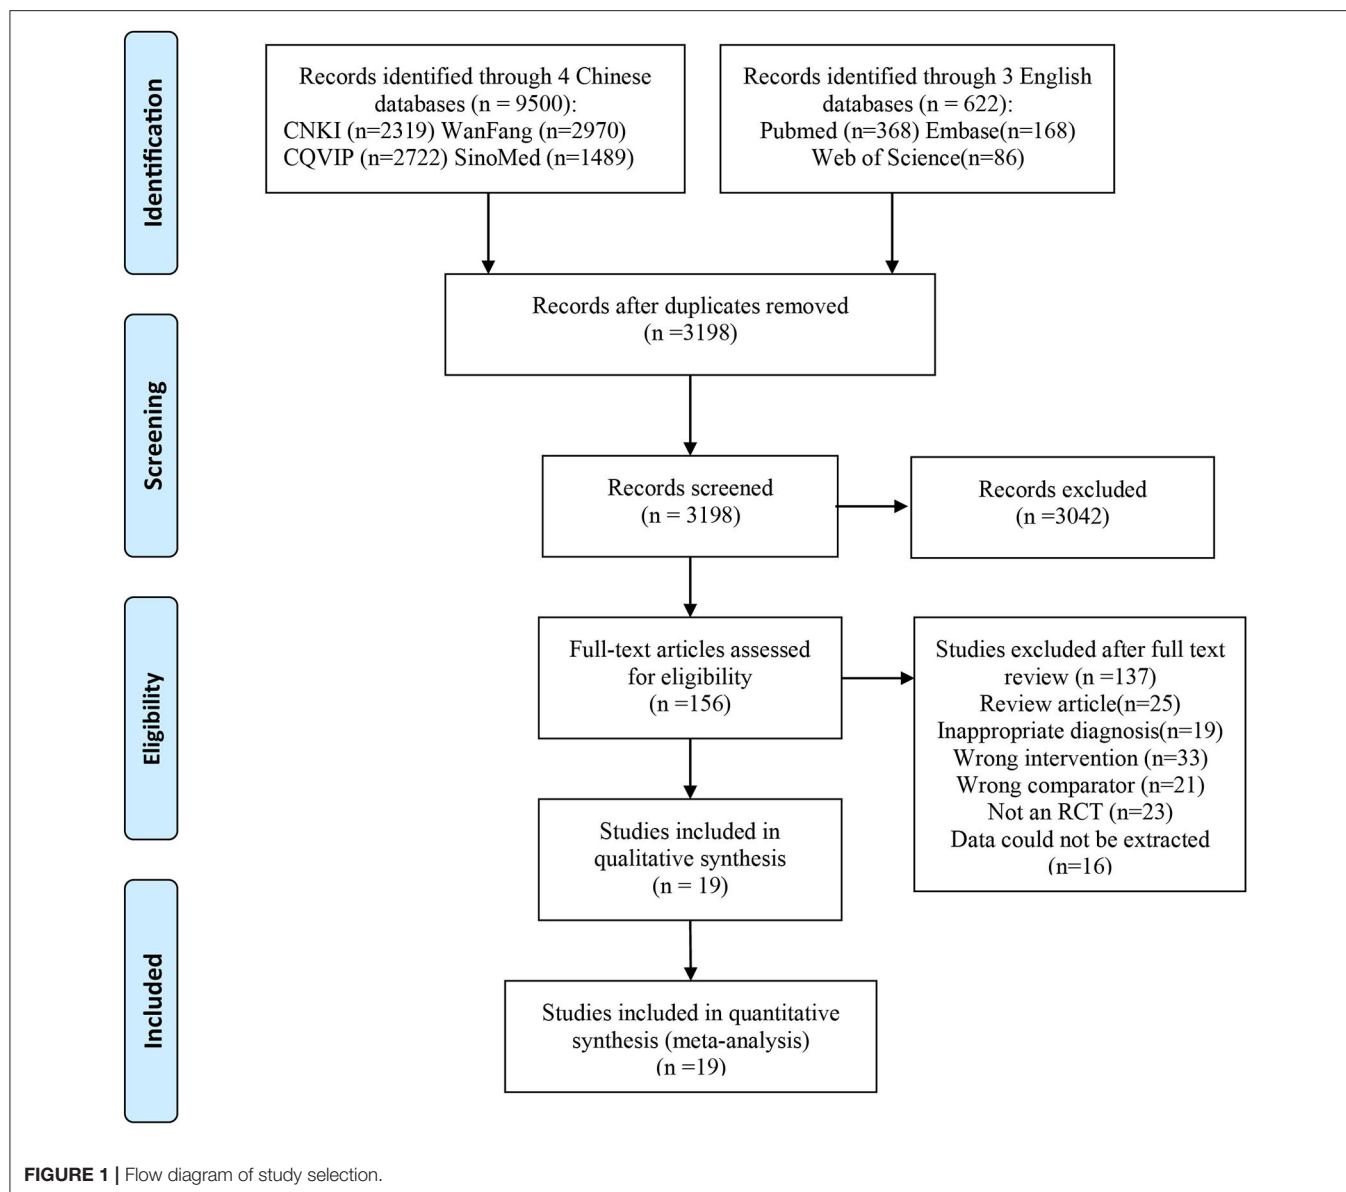 Identification
Records identified through 4 Chinese
databases (n = 9500):
CNKI (n=2319) WanFang (n=2970)
CQVIP (n=2722) SinoMed (n=1489)
Records identified through 3 English
databases (n = 622):
Pubmed (n=368) Embase(n=168)
Web of Science(n=86)
Records after duplicates removed
(n =3198)
Screening
Records screened
(n = 3198)
Records excluded
(n =3042)
Eligibility
Full-text articles assessed
for eligibility
(n =156)
Studies excluded after full text
review (n =137)
Review article(n=25)
Inappropriate diagnosis(n=19)
Wrong intervention (n=33)
Wrong comparator (n=21)
Not an RCT (n=23)
Data could not be extracted
(n=16)
Studies included in
qualitative synthesis
(n = 19)
Included
Studies included in quantitative
synthesis (meta-analysis)
(n =19)
FIGURE 1 | Flow diagram of study selection.